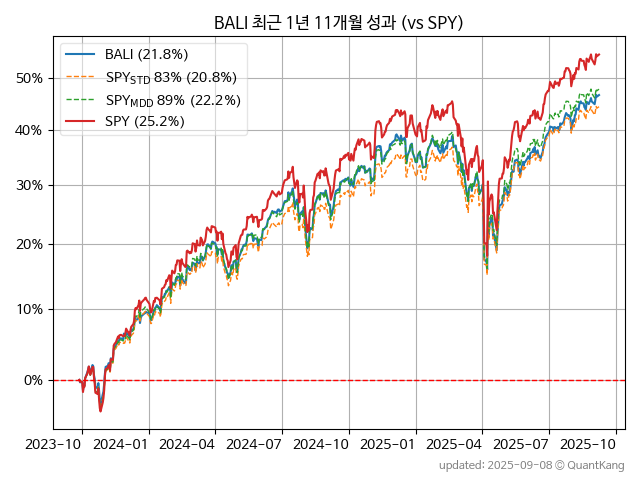 BALI 최근 1년 11개월 성과 (vs SPY)
BALI (21.8%)
SPY_STD 83% (20.8%)
SPY_MDD 89% (22.2%)
SPY (25.2%)
50%
40%
30%
20%
10%
0%
2023-10 2024-01 2024-04 2024-07 2024-10 2025-01 2025-04 2025-07 2025-10
updated: 2025-09-08 © QuantKang